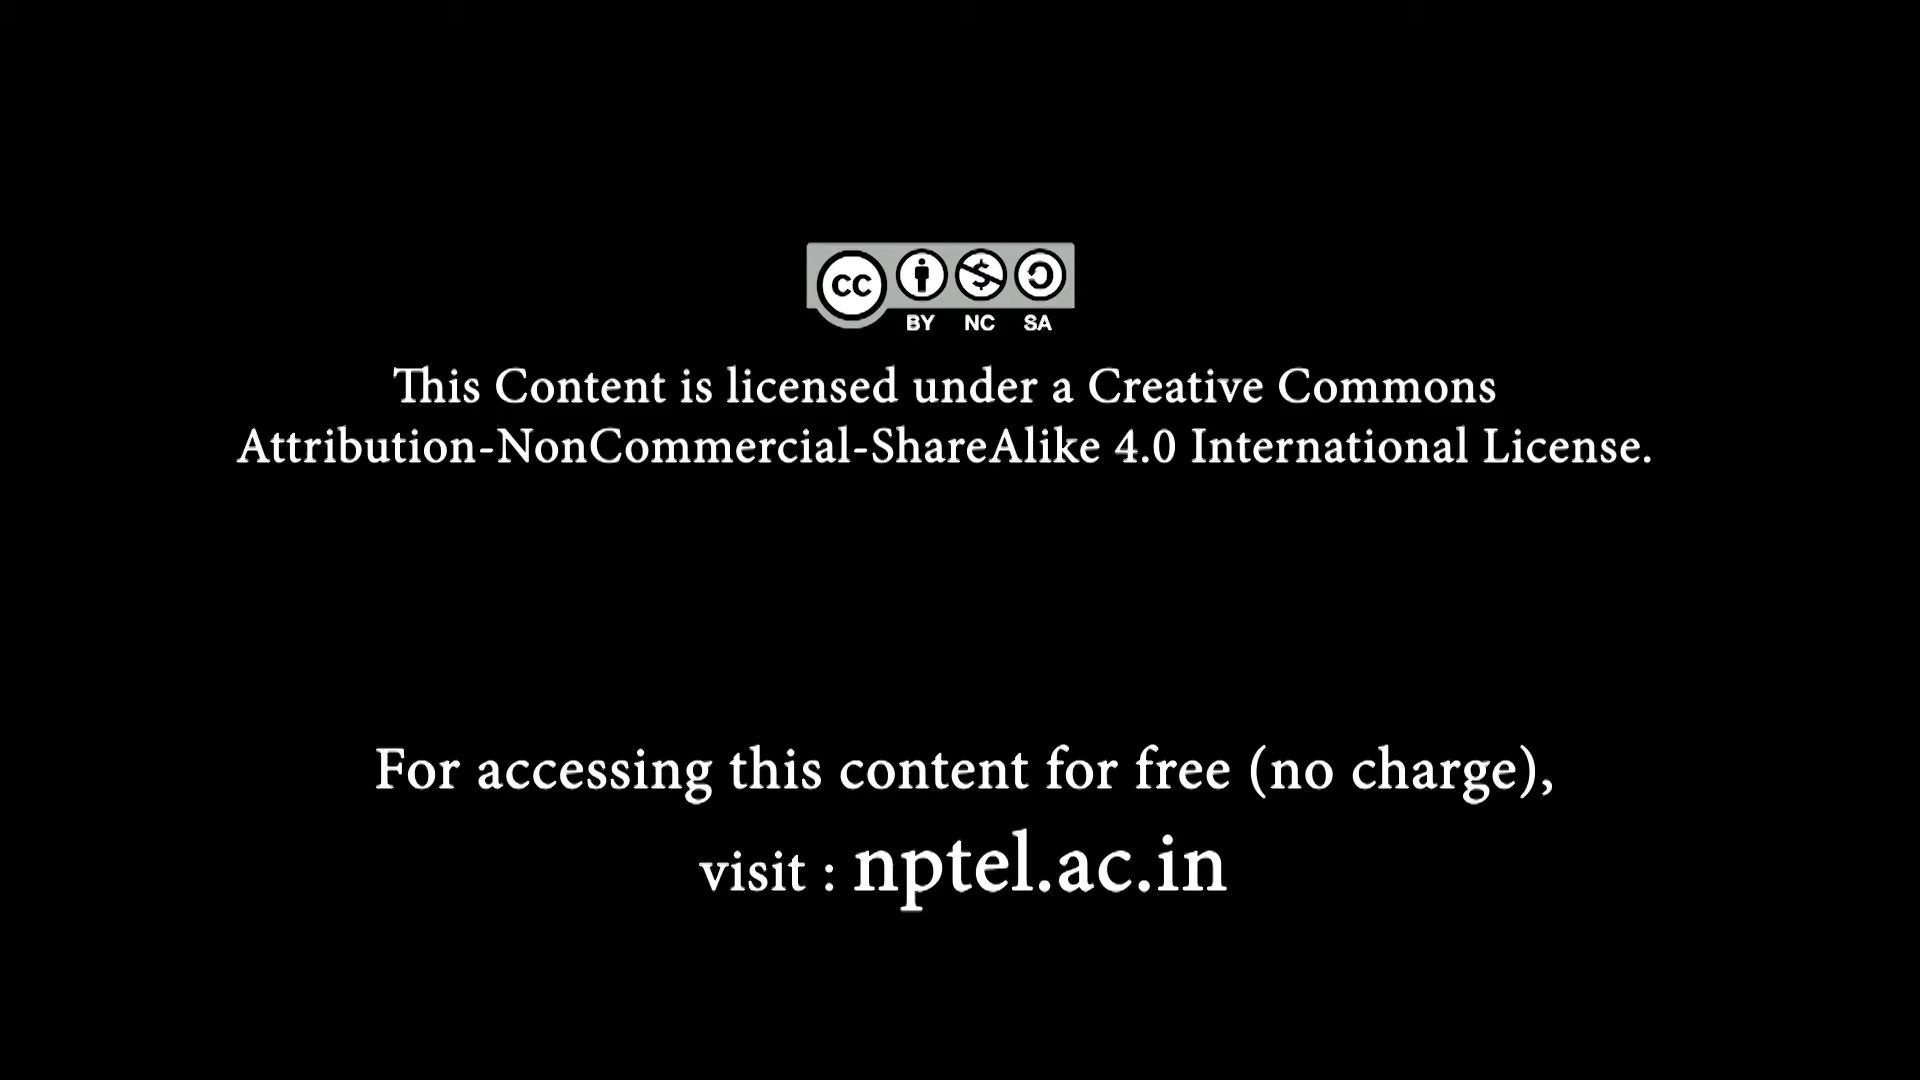 cc
BY NC SA
This Content is licensed under a Creative Commons
Attribution-NonCommercial-ShareAlike 4.0 International License.
For accessing this content for free (no charge),
visit : nptel.ac.in